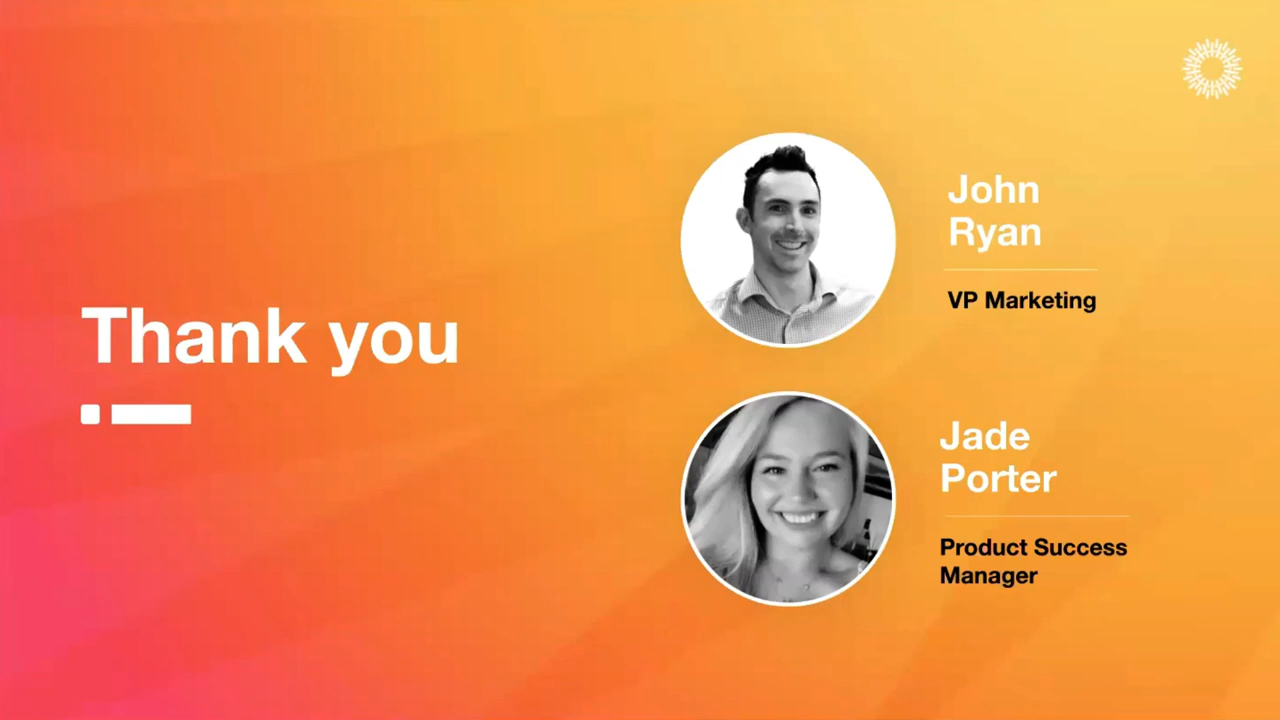 Thank you
John
Ryan
VP Marketing
Jade
Porter
Product Success
Manager